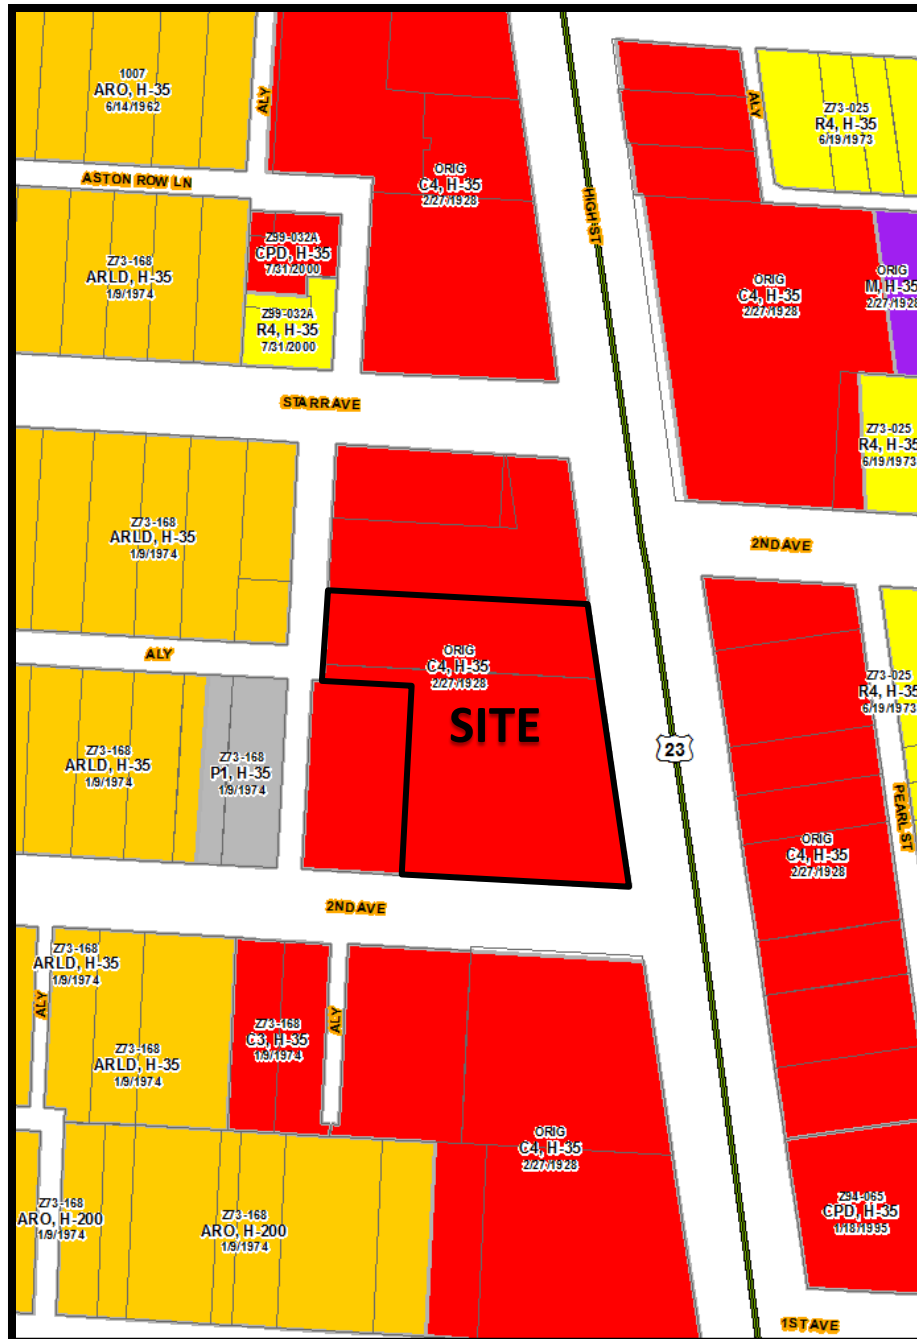 1007
ARO, H-35
6/14/1962
ALY
ALY
Z73-025
R4, H-35
6/19/1973
ASTON ROW LN
ORIG
C4, H-35
2/27/1928
HIGH ST
Z99-032A
CPD, H-35
7/31/2000
Z73-168
ARLD, H-35
1/9/1974
ORIG
C4, H-35
2/27/1928
ORIG
M, H-35
2/27/1928
Z99-032A
R4, H-35
7/31/2000
STARR AVE
Z73-025
R4, H-35
6/19/1973
Z73-168
ARLD, H-35
1/9/1974
2ND AVE
ALY
ORIG
C4, H-35
2/27/1928
SITE
Z73-025
R4, H-35
6/19/1973
Z73-168
ARLD, H-35
1/9/1974
Z73-168
P1, H-35
1/9/1974
23
PEARL ST
ORIG
C4, H-35
2/27/1928
2ND AVE
Z73-168
ARLD, H-35
1/9/1974
ALY
Z73-168
ARLD, H-35
1/9/1974
Z73-168
C3, H-35
1/9/1974
ALY
ORIG
C4, H-35
2/27/1928
Z73-168
ARO, H-200
1/9/1974
Z73-168
ARO, H-200
1/9/1974
Z94-065
CPD, H-35
1/18/1995
1ST AVE